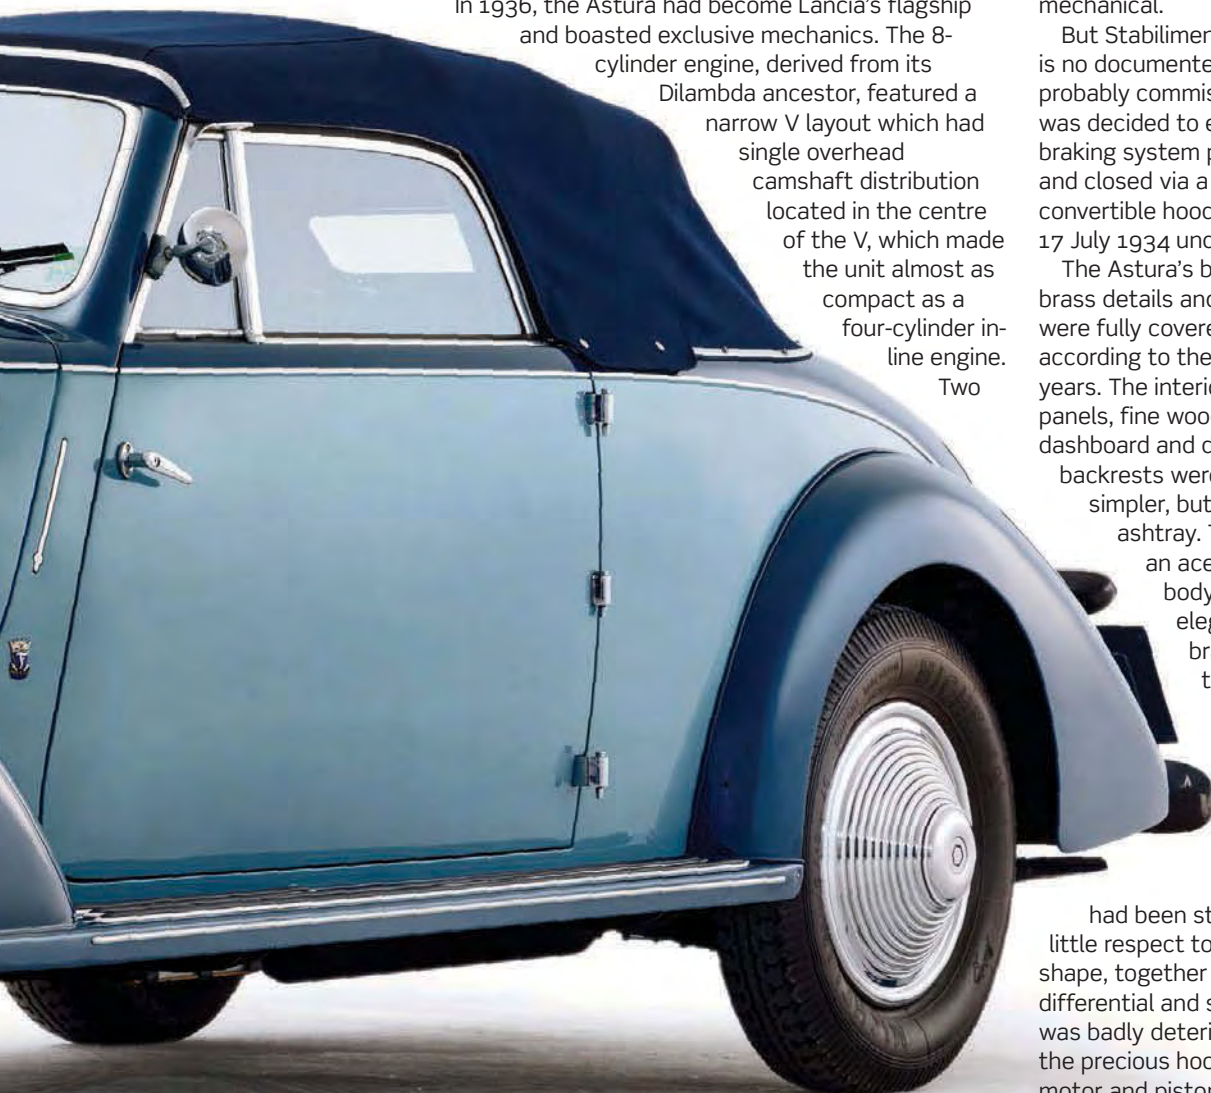 In 1936, the Astura had become Lancia's flagship
and boasted exclusive mechanics. The 8-
cylinder engine, derived from its
Dilambda ancestor, featured a
narrow V layout which had
single overhead
camshaft distribution
located in the centre
of the V, which made
the unit almost as
compact as a
four-cylinder in-
line engine.
Two
mechanical.
But Stabilimen
is no documente
probably commis
was decided to e
braking system p
and closed via a
convertible hood
17 July 1934 und
The Astura's b
brass details and
were fully covere
according to the
years. The interio
panels, fine wood
dashboard and c
backrests were
simpler, but
ashtray. T
an ace
body
eleg
br
t
had been st
little respect to
shape, together
differential and s
was badly deteri
the precious hoo
motor and piston